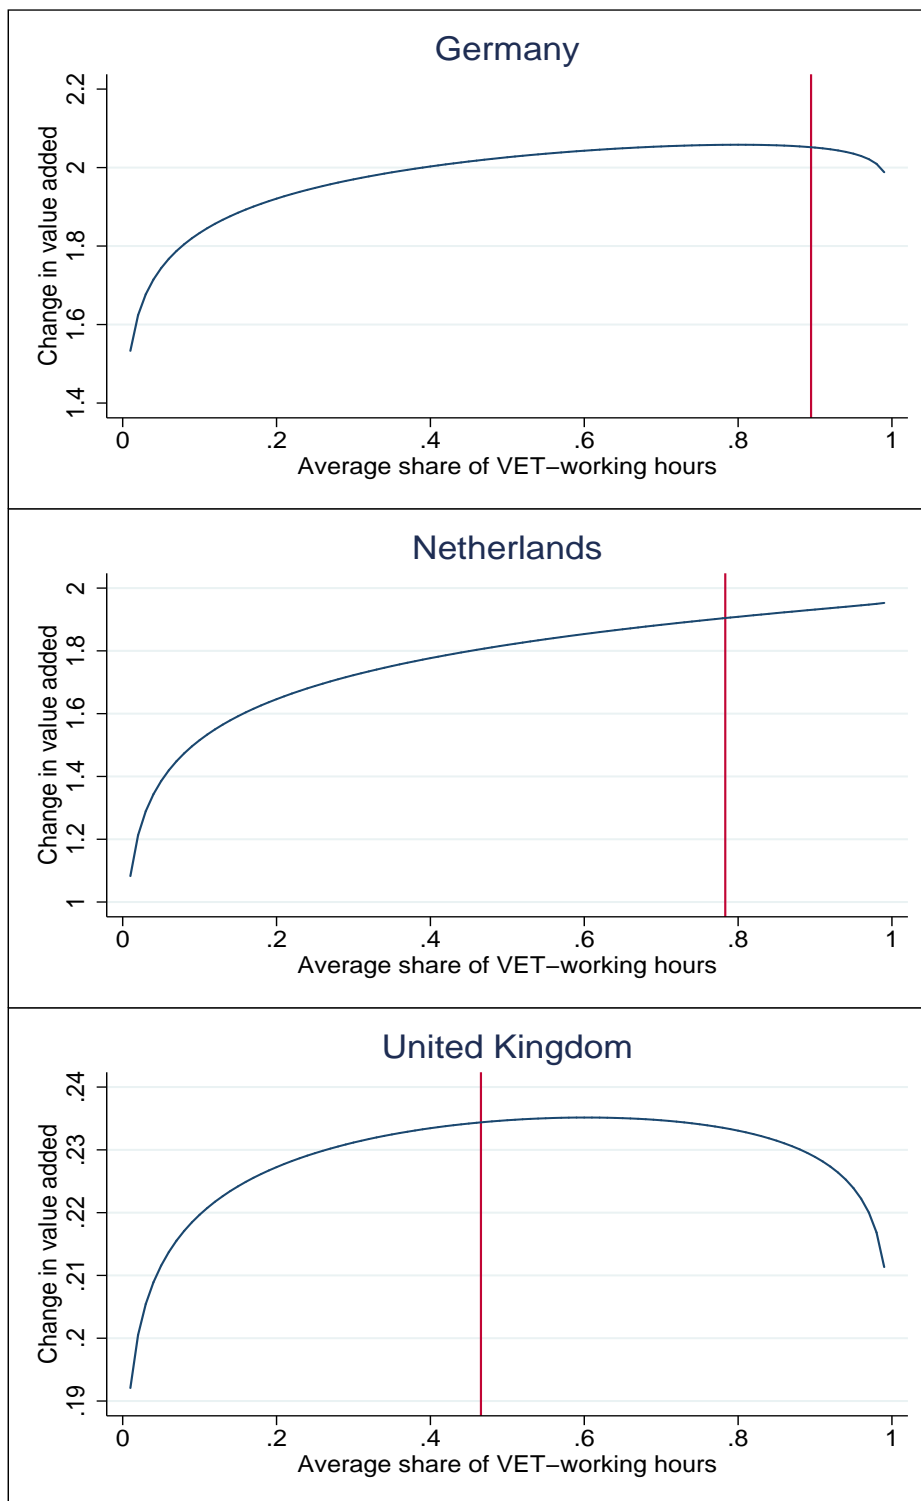 Germany
Change in value added
2.2
2
1.8
1.6
1.4
0 .2 .4 .6 .8 1
Average share of VET−working hours
Netherlands
Change in value added
2
1.8
1.6
1.4
1.2
1
0 .2 .4 .6 .8 1
Average share of VET−working hours
United Kingdom
Change in value added
.24
.23
.22
.21
.2
.19
0 .2 .4 .6 .8 1
Average share of VET−working hours